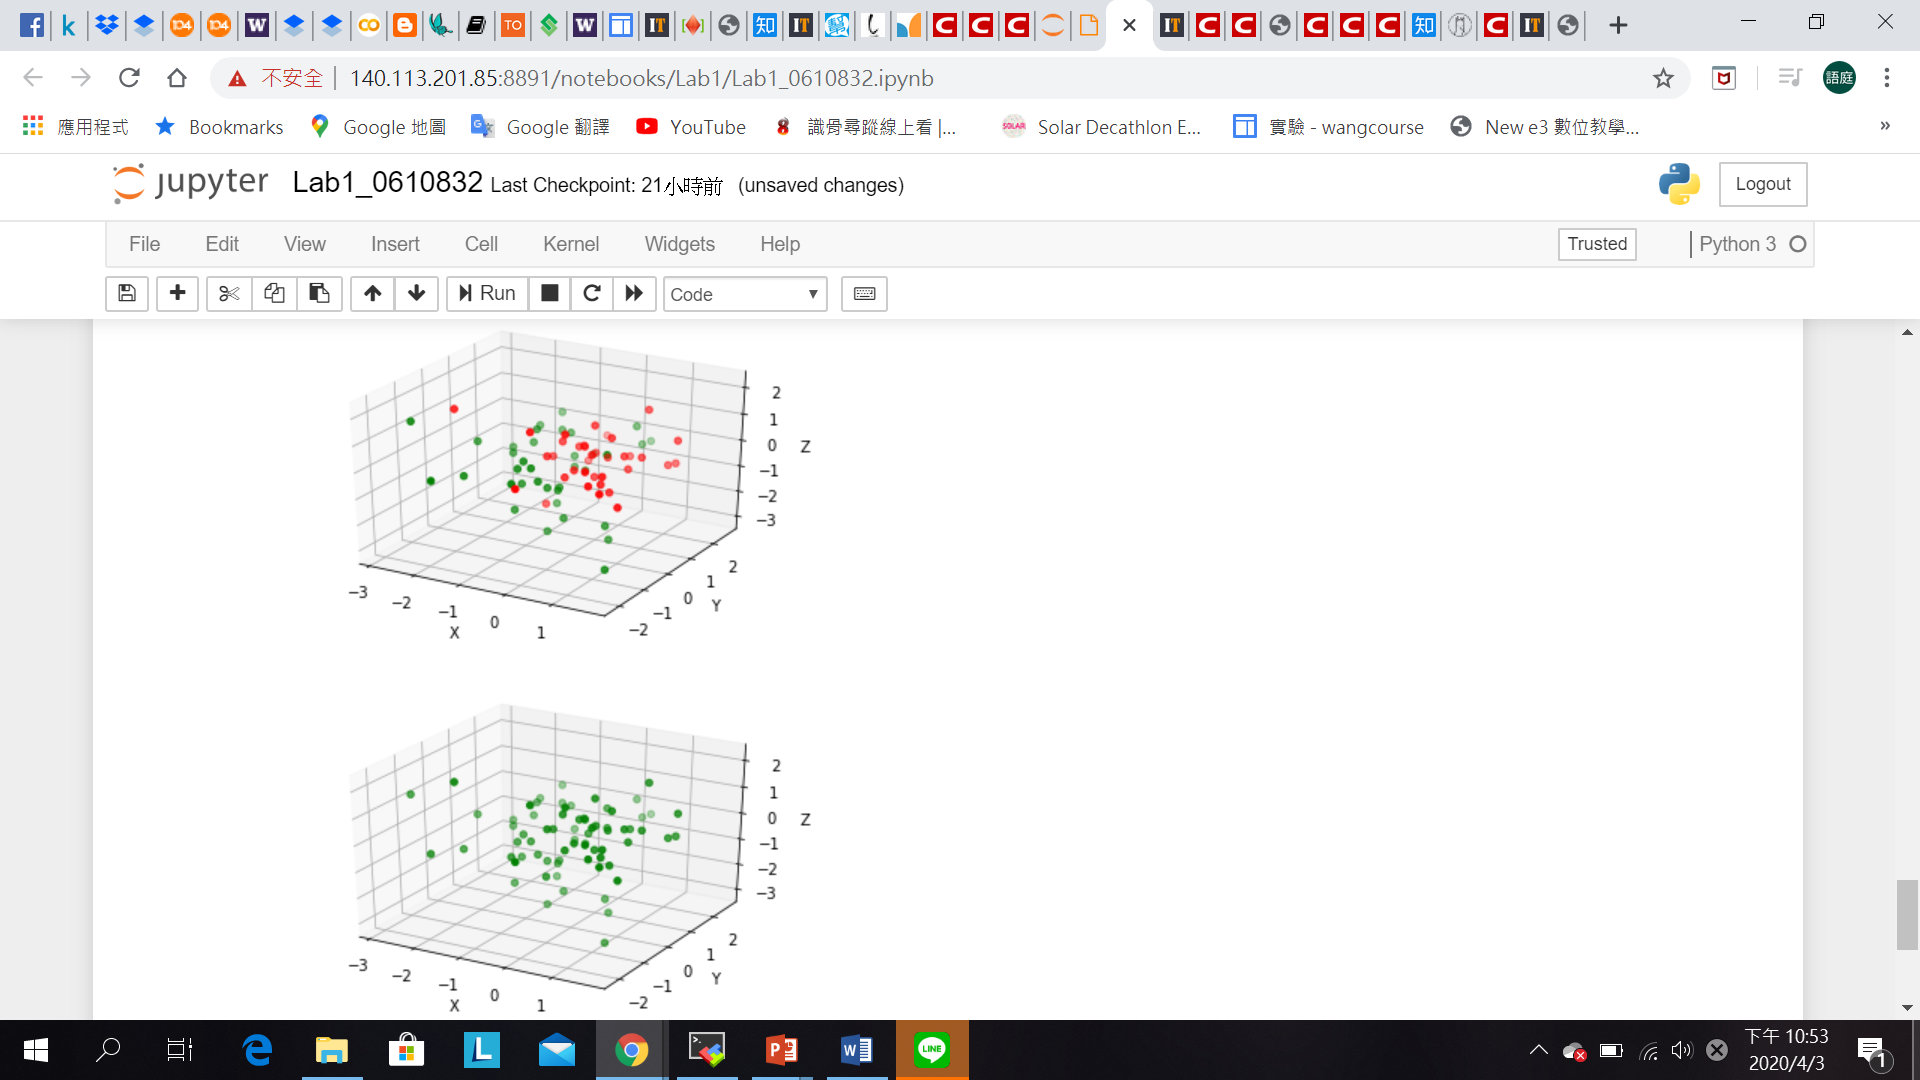 不安全 140.113.201.85:8891/notebooks/Lab1/Lab1_0610832.ipynb 語庭
應用程式 Bookmarks Google 地圖 Google 翻譯 YouTube 識骨尋蹤線上看 |... Solar Decathlon E... 實驗 - wangcourse New e3 數位教學... »
jupyter Lab1_0610832 Last Checkpoint: 21小時前 (unsaved changes) Logout
File Edit View Insert Cell Kernel Widgets Help Trusted Python 3
Run Code
2
1
0 Z
−1
−2
−3
−3 −2 −1 0 1
X
−2 −1 0 1 2
Y
2
1
0 Z
−1
−2
−3
−3 −2 −1 0 1
X
−2 −1 0 1 2
Y
下午 10:53
2020/4/3
1